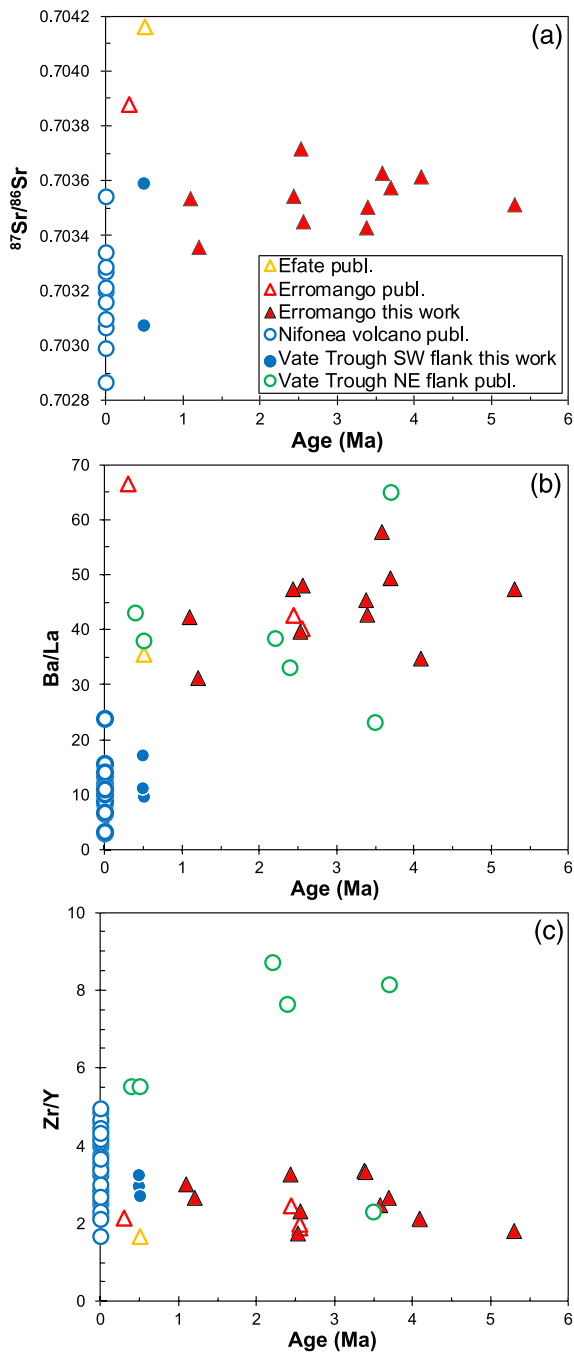 (a)
0.7042
0.7040
0.7038
0.7036
0.7034
0.7032
0.7030
0.7028
87Sr/86Sr
Efate publ.
Erromango publ.
Erromango this work
Nifonea volcano publ.
Vate Trough SW flank this work
Vate Trough NE flank publ.
0 1 2 3 4 5 6
Age (Ma)
(b)
70
60
50
40
30
20
10
0
Ba/La
0 1 2 3 4 5 6
Age (Ma)
(c)
10
8
6
4
2
0
Zr/Y
0 1 2 3 4 5 6
Age (Ma)